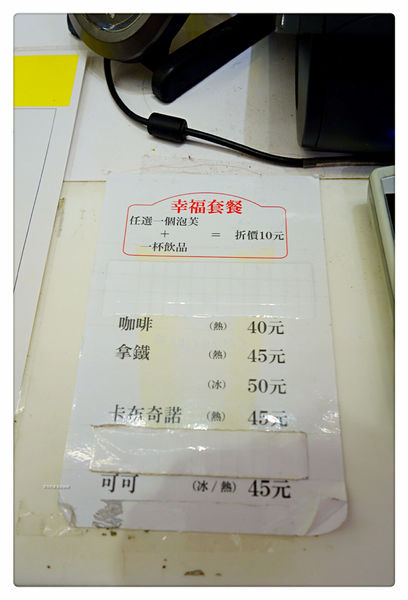 幸福套餐
任選一個泡芙
+ = 折價10元
一杯飲品
咖啡 (熱) 40元
拿鐵 (熱) 45元
(冰) 50元
卡布奇諾 (熱) 45元
可可 (冰/熱) 45元